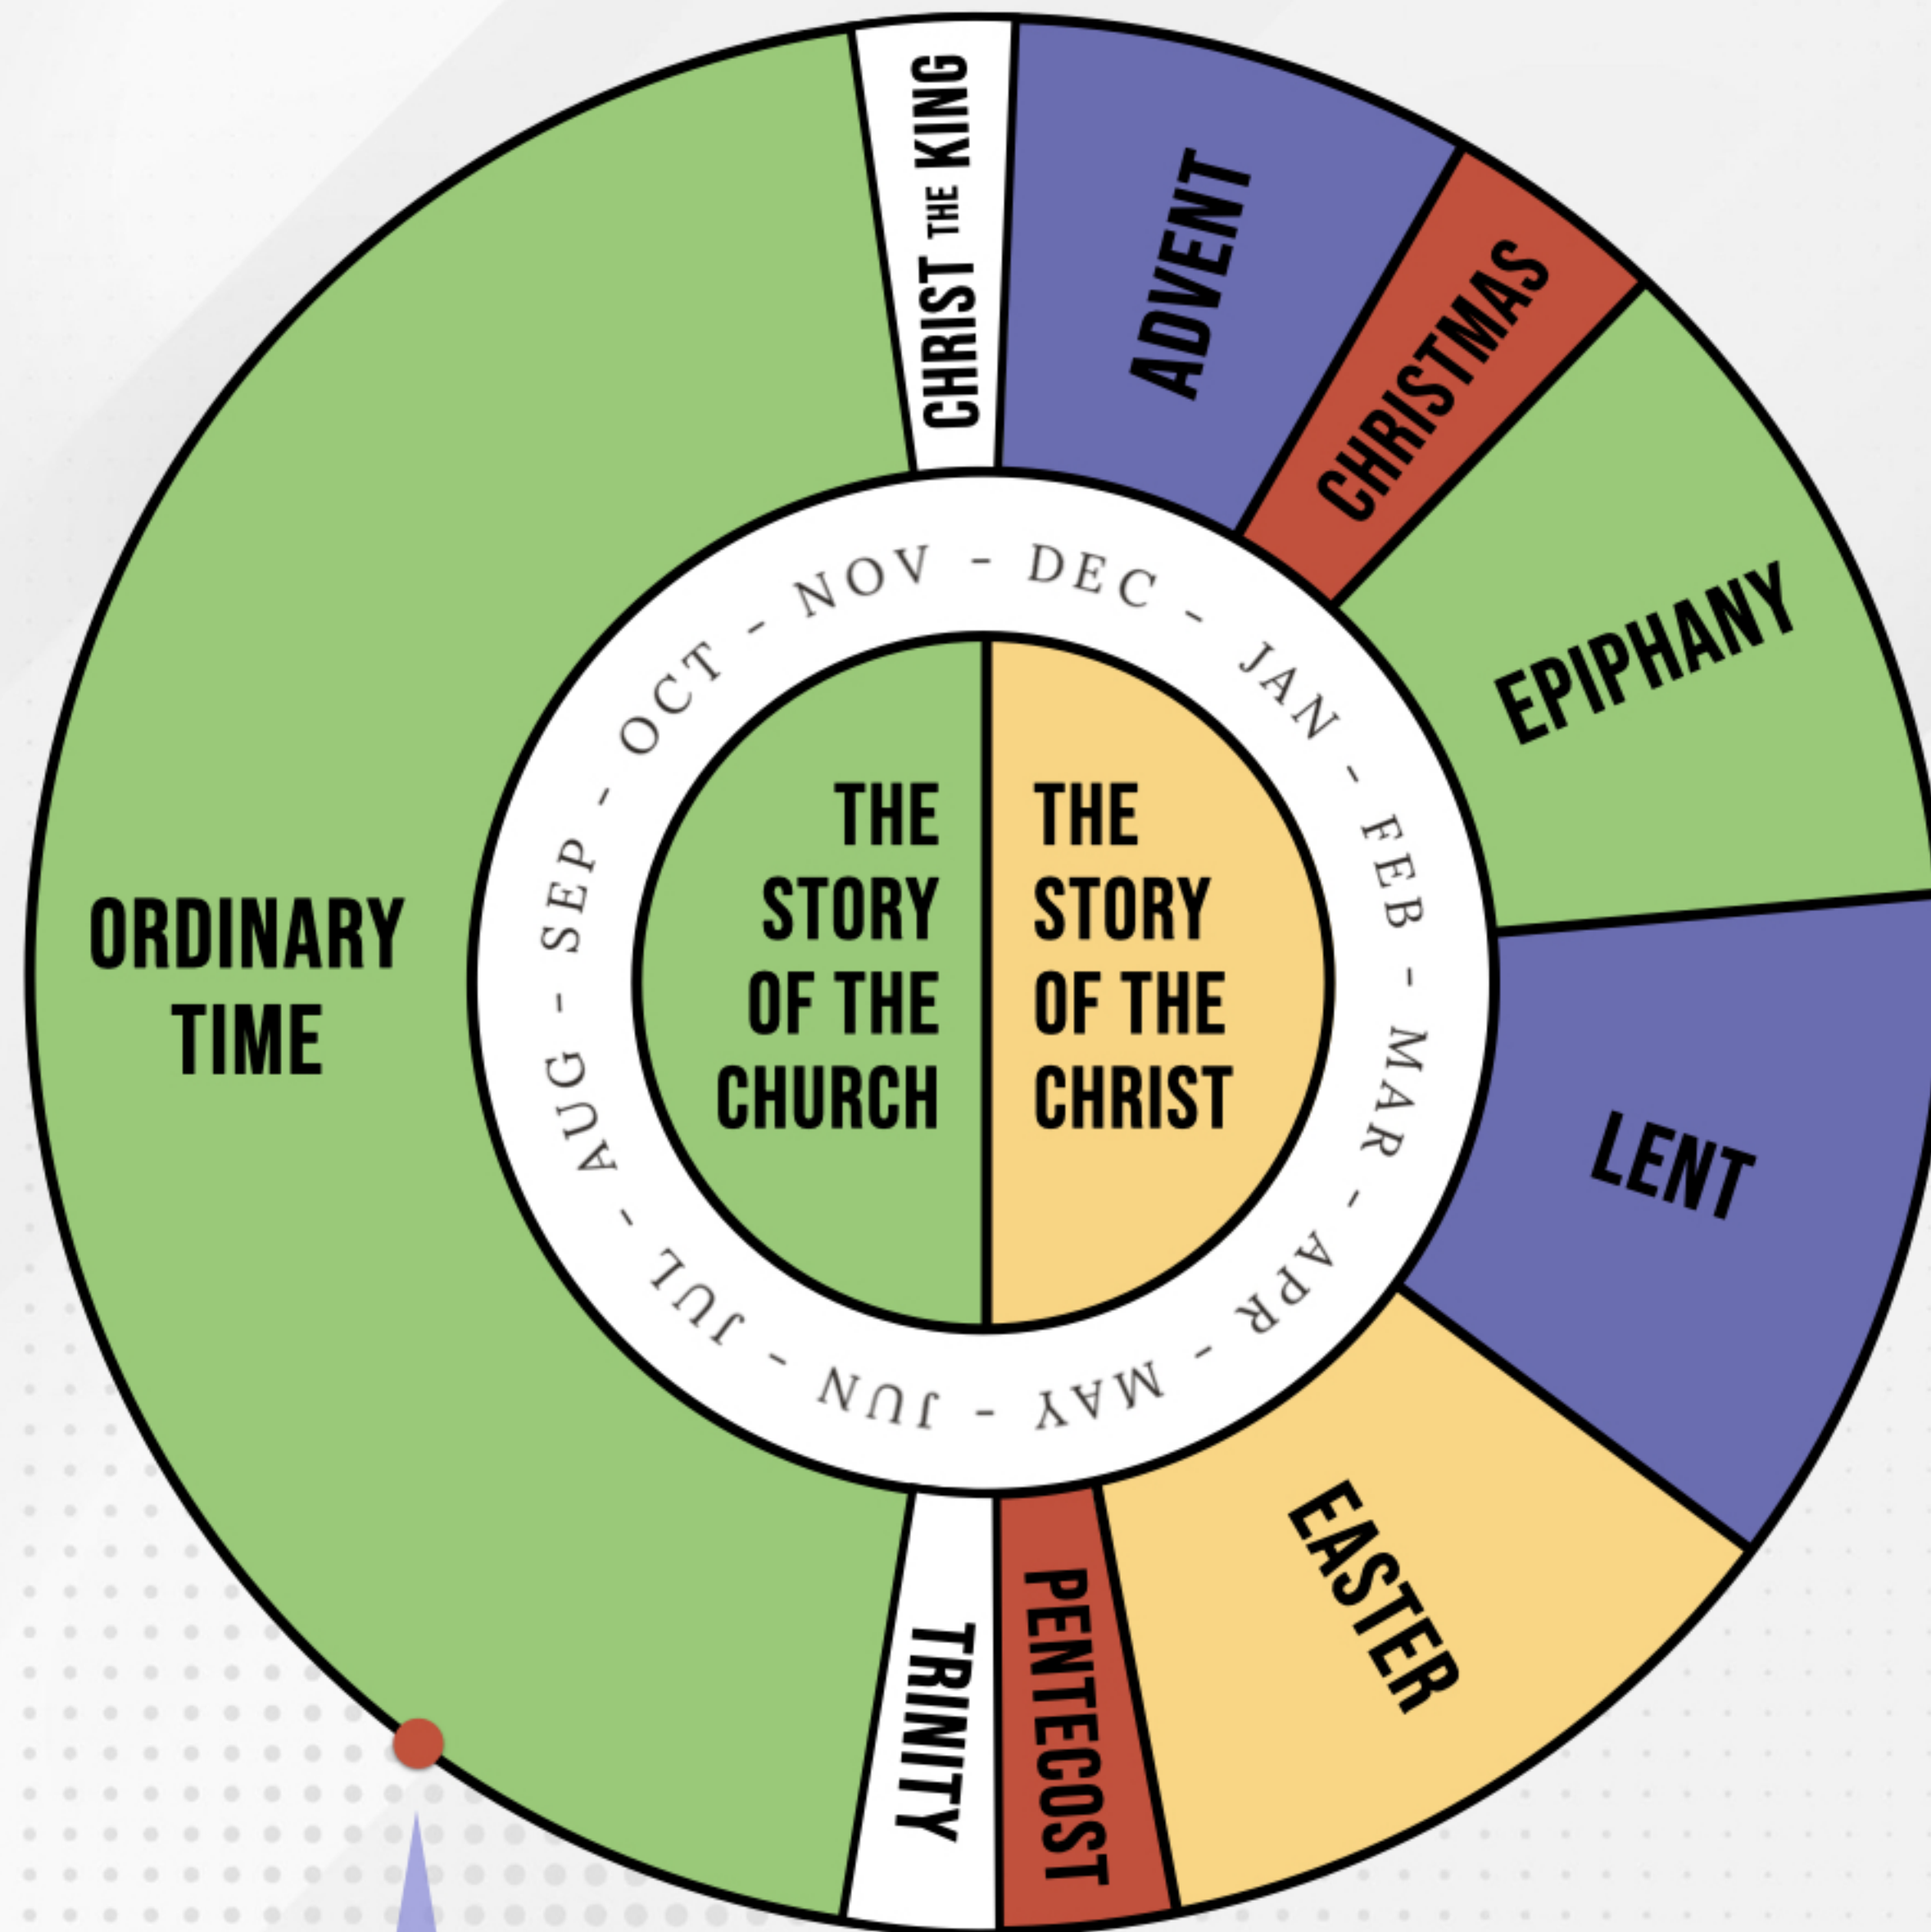 CHRIST THE KING
ADVENT
CHRISTMAS
EPIPHANY
LENT
EASTER
PENTECOST
TRINITY
ORDINARY
TIME
NOV - DEC - JAN - FEB - MAR - APR - MAY - JUN - JUL - AUG - SEP - OCT -
THE
STORY
OF THE
CHURCH
THE
STORY
OF THE
CHRIST